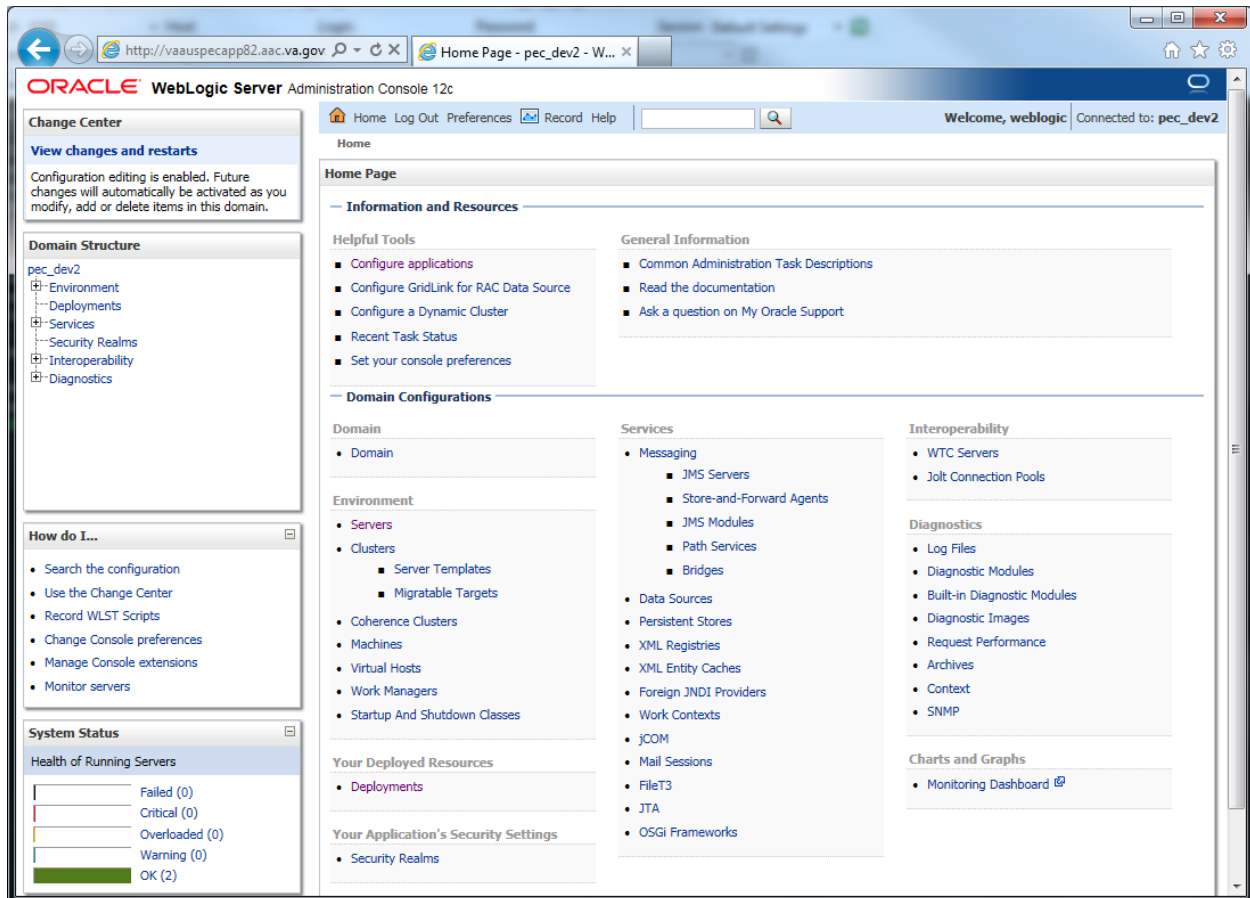 Login
Password
Session
Default Settings
http://vaauspecapp82.aac.va.gov
Home Page - pec_dev2 - W...
ORACLE WebLogic Server Administration Console 12c
Change Center
View changes and restarts
Configuration editing is enabled. Future
changes will automatically be activated as you
modify, add or delete items in this domain.
Domain Structure
pec_dev2
Environment
Deployments
Services
Security Realms
Interoperability
Diagnostics
How do I...
Search the configuration
Use the Change Center
Record WLST Scripts
Change Console preferences
Manage Console extensions
Monitor servers
System Status
Health of Running Servers
Failed (0)
Critical (0)
Overloaded (0)
Warning (0)
OK (2)
Home Log Out Preferences Record Help
Welcome, weblogic Connected to: pec_dev2
Home
Home Page
Information and Resources
Helpful Tools
Configure applications
Configure GridLink for RAC Data Source
Configure a Dynamic Cluster
Recent Task Status
Set your console preferences
General Information
Common Administration Task Descriptions
Read the documentation
Ask a question on My Oracle Support
Domain Configurations
Domain
Domain
Environment
Servers
Clusters
Server Templates
Migratable Targets
Coherence Clusters
Machines
Virtual Hosts
Work Managers
Startup And Shutdown Classes
Your Deployed Resources
Deployments
Your Application's Security Settings
Security Realms
Services
Messaging
JMS Servers
Store-and-Forward Agents
JMS Modules
Path Services
Bridges
Data Sources
Persistent Stores
XML Registries
XML Entity Caches
Foreign JNDI Providers
Work Contexts
jCOM
Mail Sessions
FileT3
JTA
OSGi Frameworks
Interoperability
WTC Servers
Jolt Connection Pools
Diagnostics
Log Files
Diagnostic Modules
Built-in Diagnostic Modules
Diagnostic Images
Request Performance
Archives
Context
SNMP
Charts and Graphs
Monitoring Dashboard